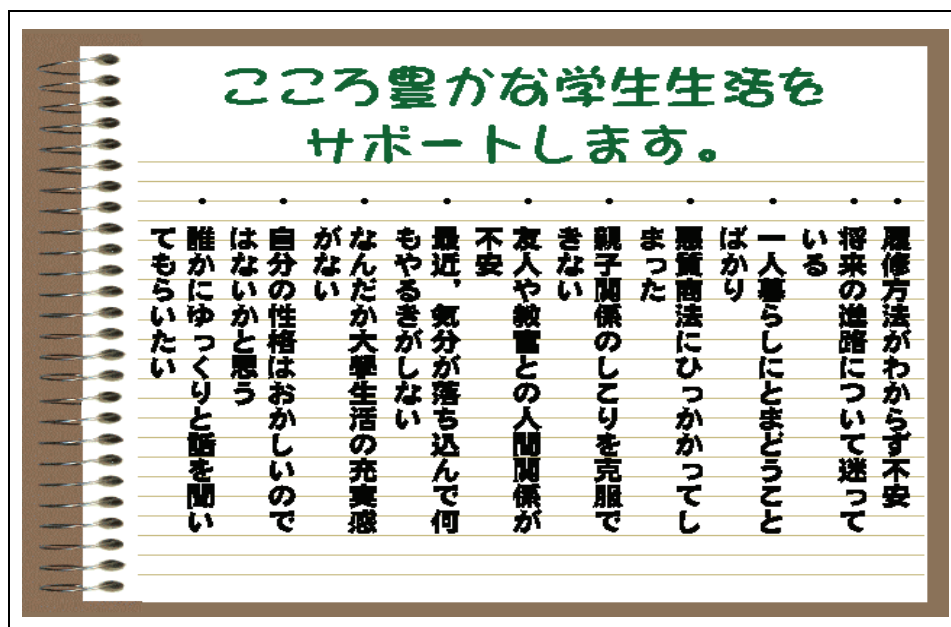 こころ豊かな学生生活を
サポートします。
・履修方法がわからず不安
・将来の進路について迷って
いる
・一人暮らしにとまどうこと
ばかり
・悪質商法にひっかかってし
まった
・親子関係のしこりを克服で
きない
・友人や教官との人間関係が
不安
・最近，気分が落ち込んで何
もやるきがしない
・なんだか大学生活の充実感
がない
・自分の性格はおかしいので
はないかと思う
・誰かにゆっくりと話を聞い
てもらいたい